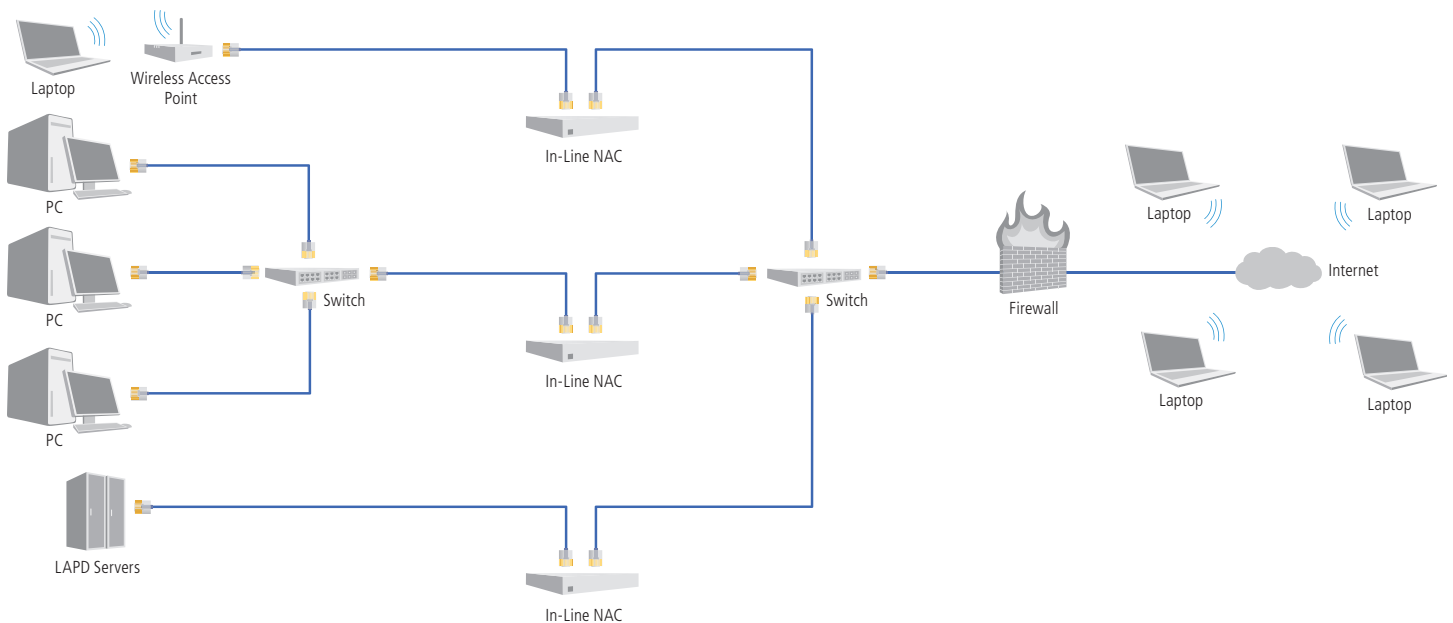 Laptop
Wireless Access
Point
In-Line NAC
PC
PC
Switch
PC
In-Line NAC
LAPD Servers
In-Line NAC
Switch
Firewall
Laptop
Laptop
Internet
Laptop
Laptop